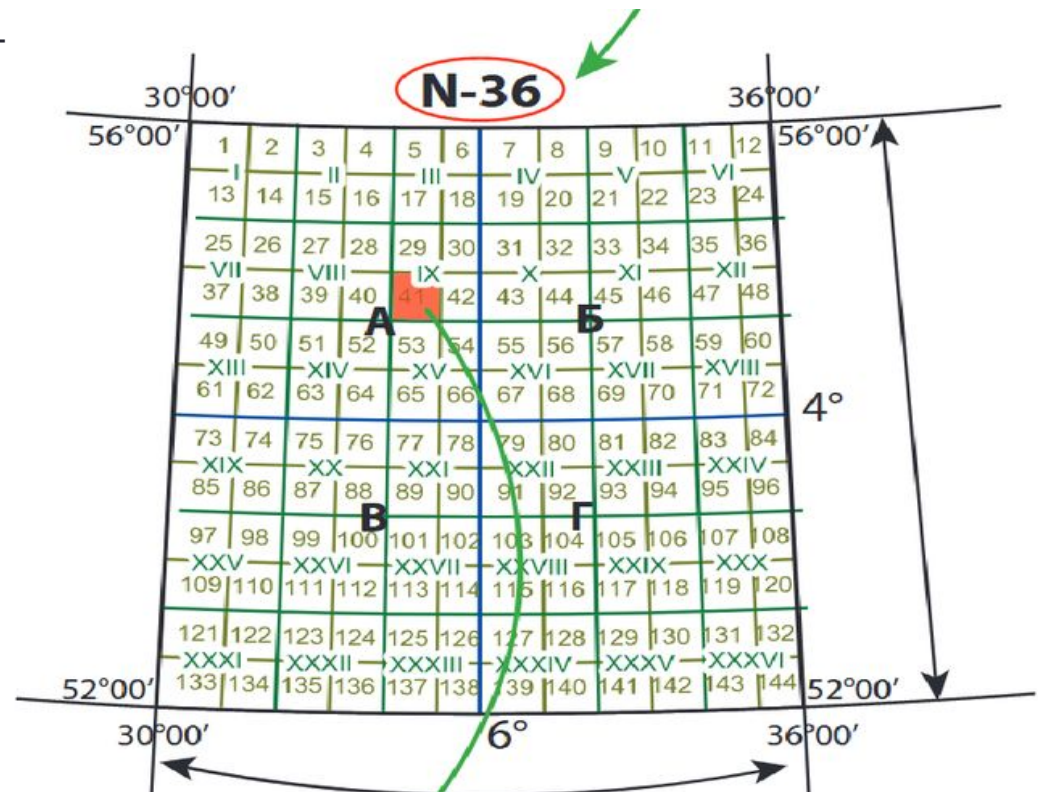 N-36
30°00′ 36°00′
56°00′ 56°00′
1 2 3 4 5 6 7 8 9 10 11 12
I II III IV V VI
13 14 15 16 17 18 19 20 21 22 23 24
25 26 27 28 29 30 31 32 33 34 35 36
VII VIII IX X XI XII
37 38 39 40 41 42 43 44 45 46 47 48
А Б
49 50 51 52 53 54 55 56 57 58 59 60
XIII XIV XV XVI XVII XVIII
61 62 63 64 65 66 67 68 69 70 71 72
4°
73 74 75 76 77 78 79 80 81 82 83 84
XIX XX XXI XXII XXIII XXIV
85 86 87 88 89 90 91 92 93 94 95 96
В Г
97 98 99 100 101 102 103 104 105 106 107 108
XXV XXVI XXVII XXVIII XXIX XXX
109 110 111 112 113 114 115 116 117 118 119 120
121 122 123 124 125 126 127 128 129 130 131 132
XXXI XXXII XXXIII XXXIV XXXV XXXVI
133 134 135 136 137 138 139 140 141 142 143 144
52°00′ 52°00′
30°00′ 6° 36°00′